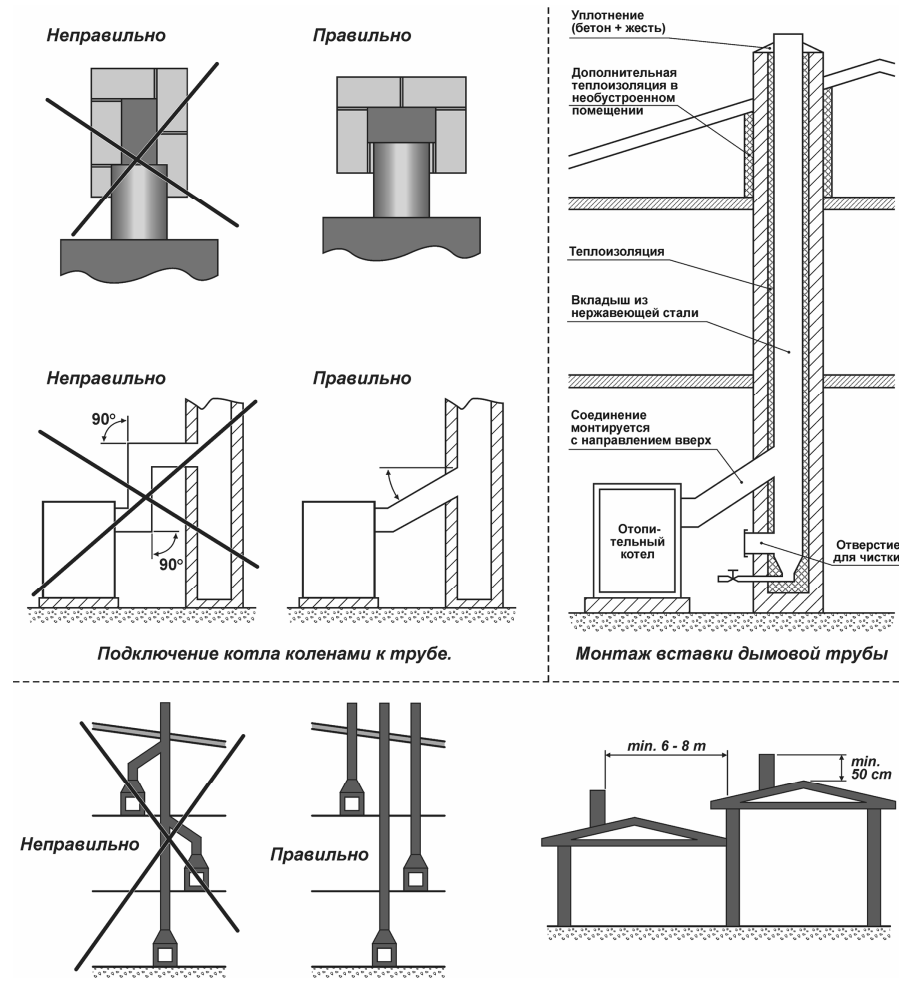 Неправильно
Правильно
Неправильно
Правильно
90°
90°
Подключение котла коленами к трубе.
Уплотнение
(бетон + жесть)
Дополнительная
теплоизоляция в
необустроенном
помещении
Теплоизоляция
Вкладыш из
нержавеющей стали
Соединение
монтируется
с направлением вверх
Отопи-
тельный
котел
Отверстие
для чистки
Монтаж вставки дымовой трубы
Неправильно
Правильно
min. 6 - 8 m
min.
50 cm